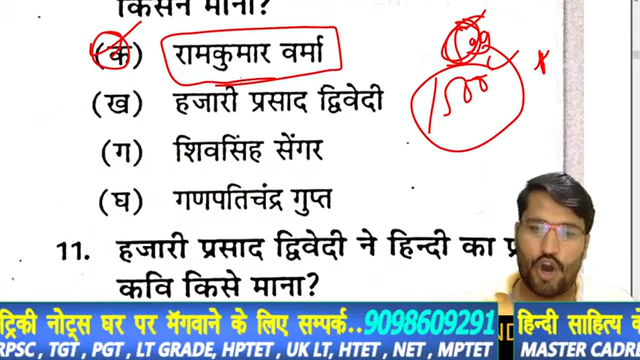 किसने माना?
(क) रामकुमार वर्मा
(ख) हजारी प्रसाद द्विवेदी
(ग) शिवसिंह सेंगर
(घ) गणपतिचंद्र गुप्त
1500
11. हजारी प्रसाद द्विवेदी ने हिन्दी का
कवि किसे माना?
नोट्स घर पर मॅगवाने के लिए सम्पर्क..9098609291
हिन्दी साहित्य
RPSC, TGT , PGT , LT GRADE, HPTET , UK LT, HTET , NET , MPTET
MASTER CADR